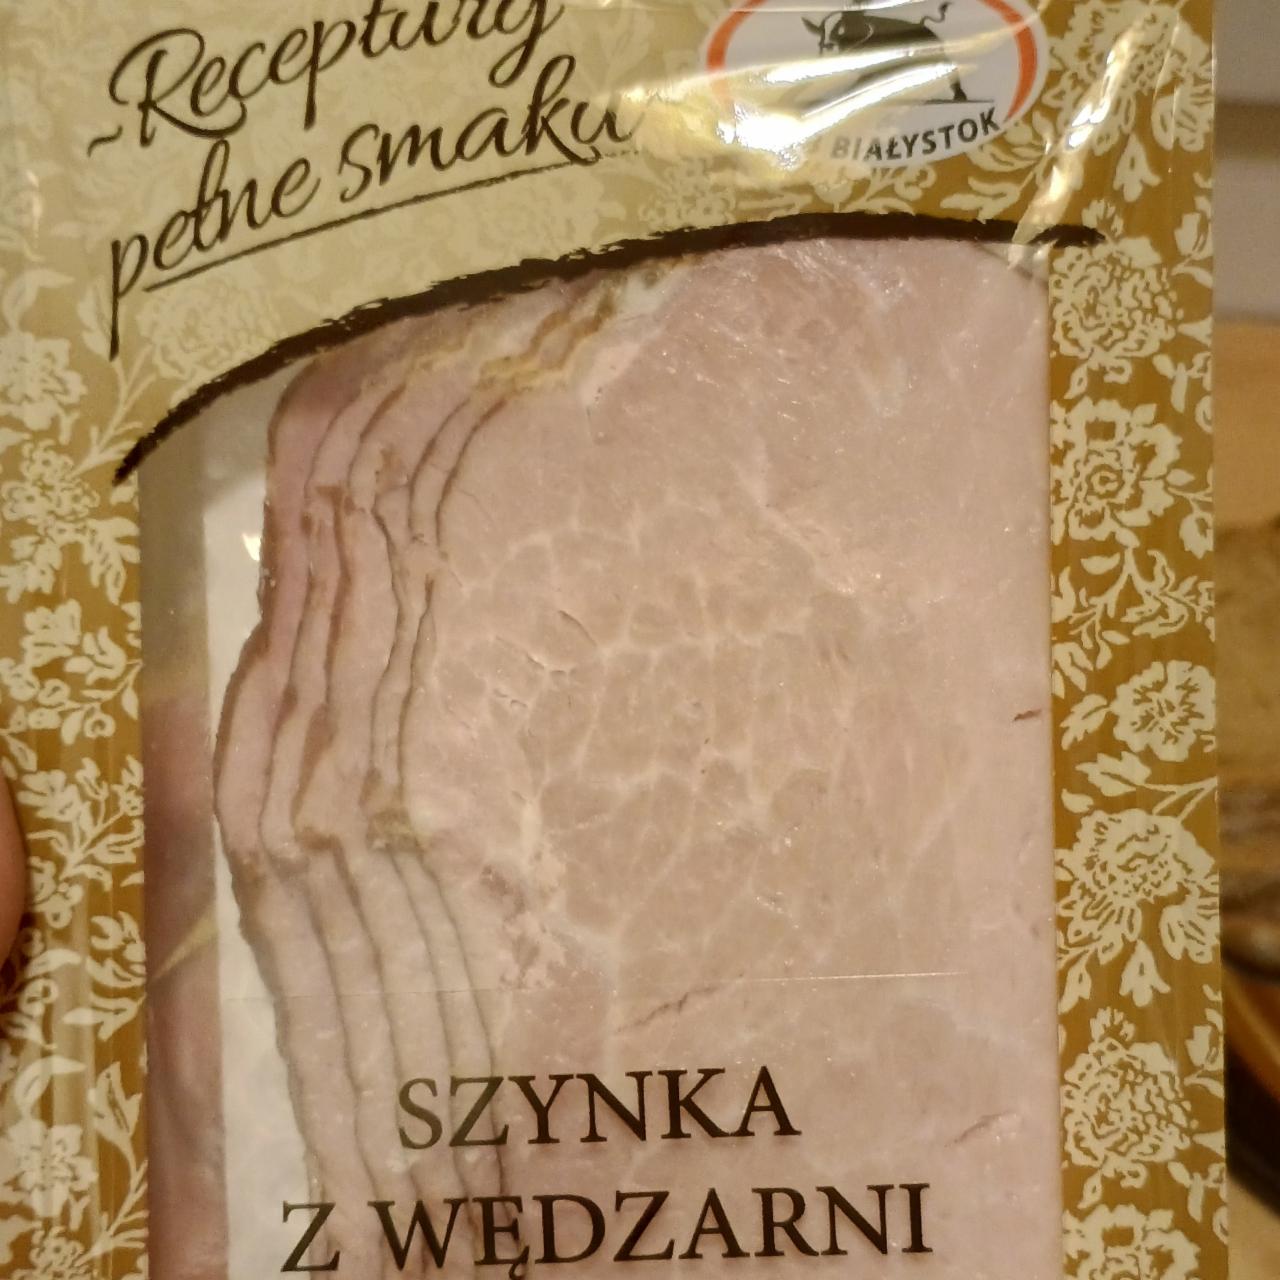 Receptury
pełne smaku
BIAŁYSTOK
SZYNKA
Z WĘDZARNI